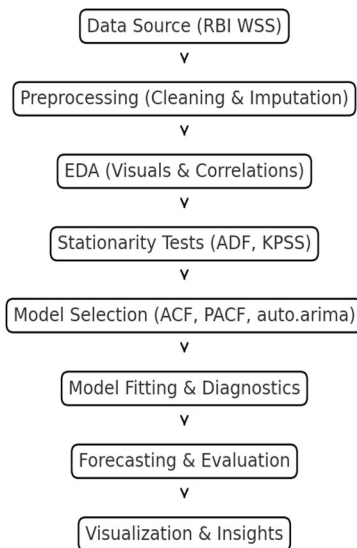 Data Source (RBI WSS)
Preprocessing (Cleaning & Imputation)
EDA (Visuals & Correlations)
Stationarity Tests (ADF, KPSS)
Model Selection (ACF, PACF, auto.arima)
Model Fitting & Diagnostics
Forecasting & Evaluation
Visualization & Insights